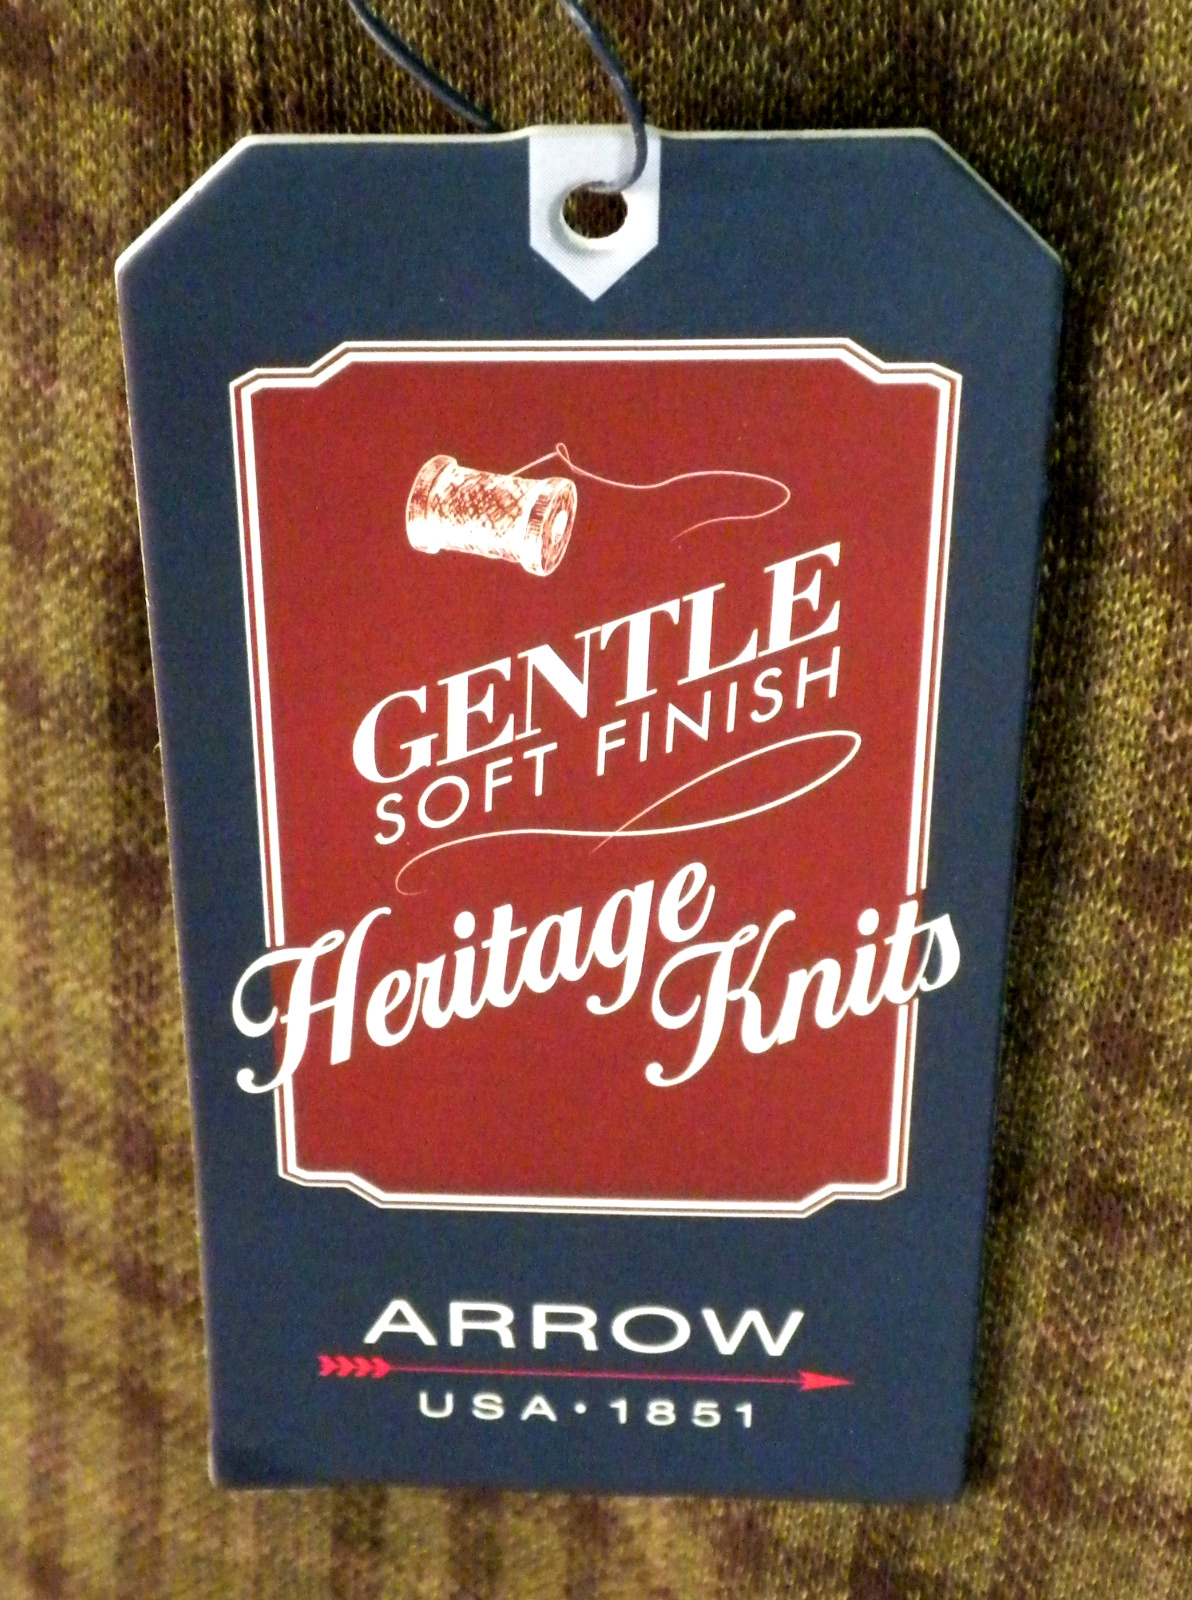 GENTLE
SOFT FINISH
Heritage
Knits
ARROW
USA • 1851